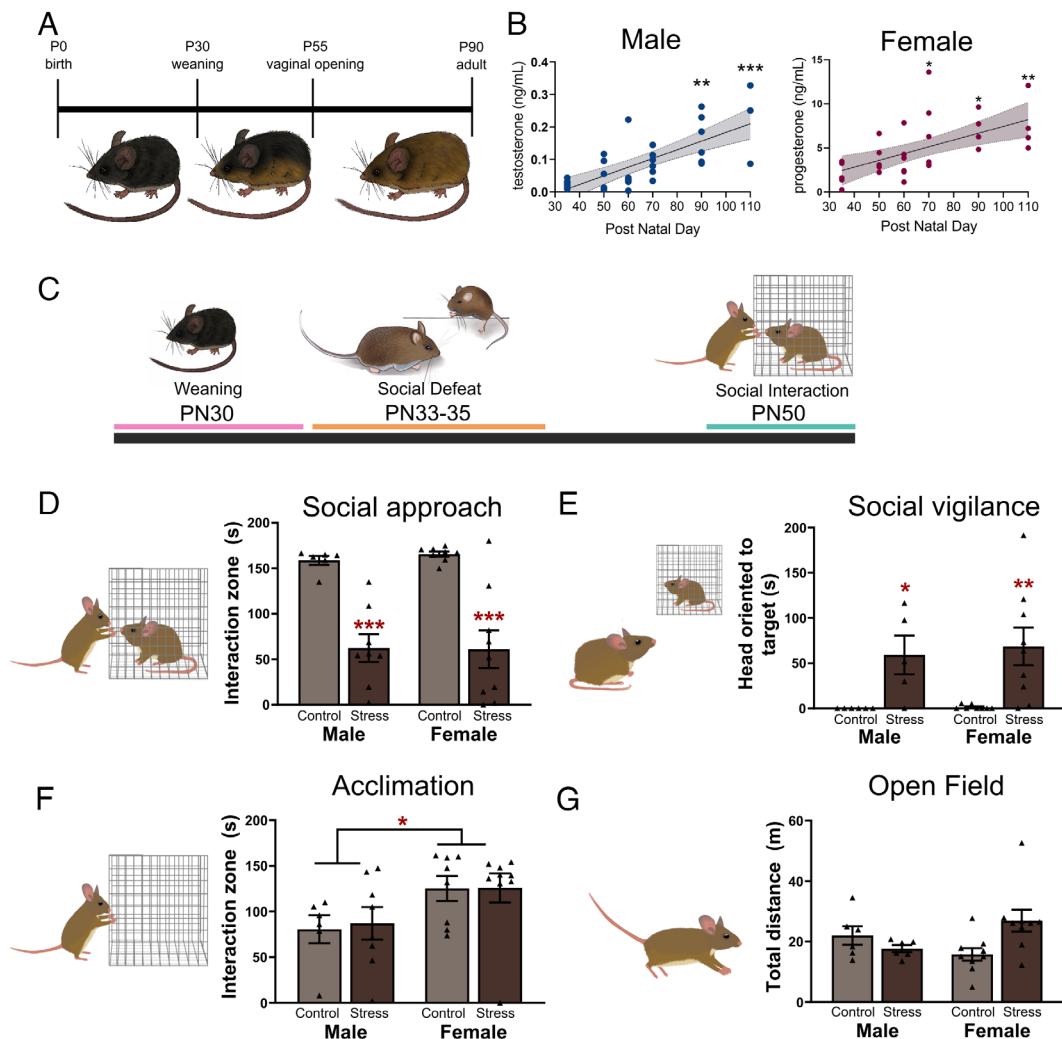 A
P0
birth
P30
weaning
P55
vaginal opening
P90
adult
B
Male
testosterone (ng/mL)
0.4
0.3
0.2
0.1
0.0
** ***
30 40 50 60 70 80 90 100 110
Post Natal Day
Female
progesterone (ng/mL)
15
10
5
0
* * **
30 40 50 60 70 80 90 100 110
Post Natal Day
C
Weaning
PN30
Social Defeat
PN33-35
Social Interaction
PN50
D
Social approach
Interaction zone (s)
200
150
100
50
0
*** ***
Control Stress Control Stress
Male Female
E
Social vigilance
Head oriented to
target (s)
200
150
100
50
0
* **
Control Stress Control Stress
Male Female
F
Acclimation
Interaction zone (s)
200
150
100
50
0
*
Control Stress Control Stress
Male Female
G
Open Field
Total distance (m)
60
40
20
0
Control Stress Control Stress
Male Female